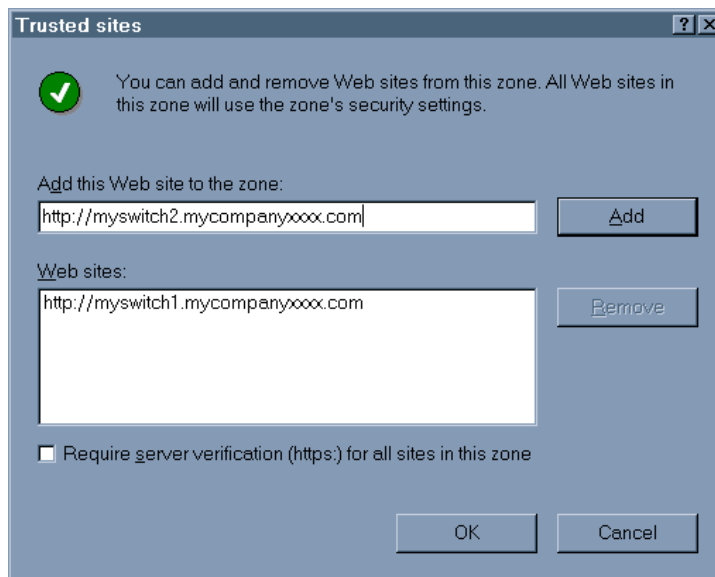 Trusted sites
You can add and remove Web sites from this zone. All Web sites in
this zone will use the zone's security settings.
Add this Web site to the zone:
http://myswitch2.mycompanyxxxx.com
Add
Web sites:
http://myswitch1.mycompanyxxxx.com
Remove
Require server verification (https:) for all sites in this zone
OK
Cancel